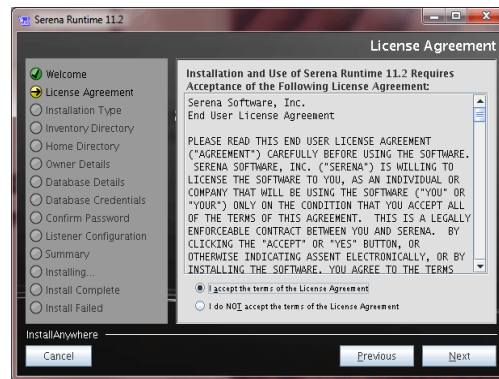 Serena Runtime 11.2
License Agreement
Welcome
License Agreement
Installation Type
Inventory Directory
Home Directory
Owner Details
Database Details
Database Credentials
Confirm Password
Listener Configuration
Summary
Installing...
Install Complete
Install Failed
Installation and Use of Serena Runtime 11.2 Requires
Acceptance of the Following License Agreement:
Serena Software, Inc.
End User License Agreement
PLEASE READ THIS END USER LICENSE AGREEMENT
("AGREEMENT") CAREFULLY BEFORE USING THE SOFTWARE.
SERENA SOFTWARE, INC. ("SERENA") IS WILLING TO
LICENSE THE SOFTWARE TO YOU, AS AN INDIVIDUAL OR
COMPANY THAT WILL BE USING THE SOFTWARE ("YOU" OR
"YOUR") ONLY ON THE CONDITION THAT YOU ACCEPT ALL
OF THE TERMS OF THIS AGREEMENT. THIS IS A LEGALLY
ENFORCEABLE CONTRACT BETWEEN YOU AND SERENA. BY
CLICKING THE "ACCEPT" OR "YES" BUTTON, OR
OTHERWISE INDICATING ASSENT ELECTRONICALLY, OR BY
INSTALLING THE SOFTWARE, YOU AGREE TO THE TERMS
I accept the terms of the License Agreement
I do NOT accept the terms of the License Agreement
InstallAnywhere
Cancel
Previous
Next